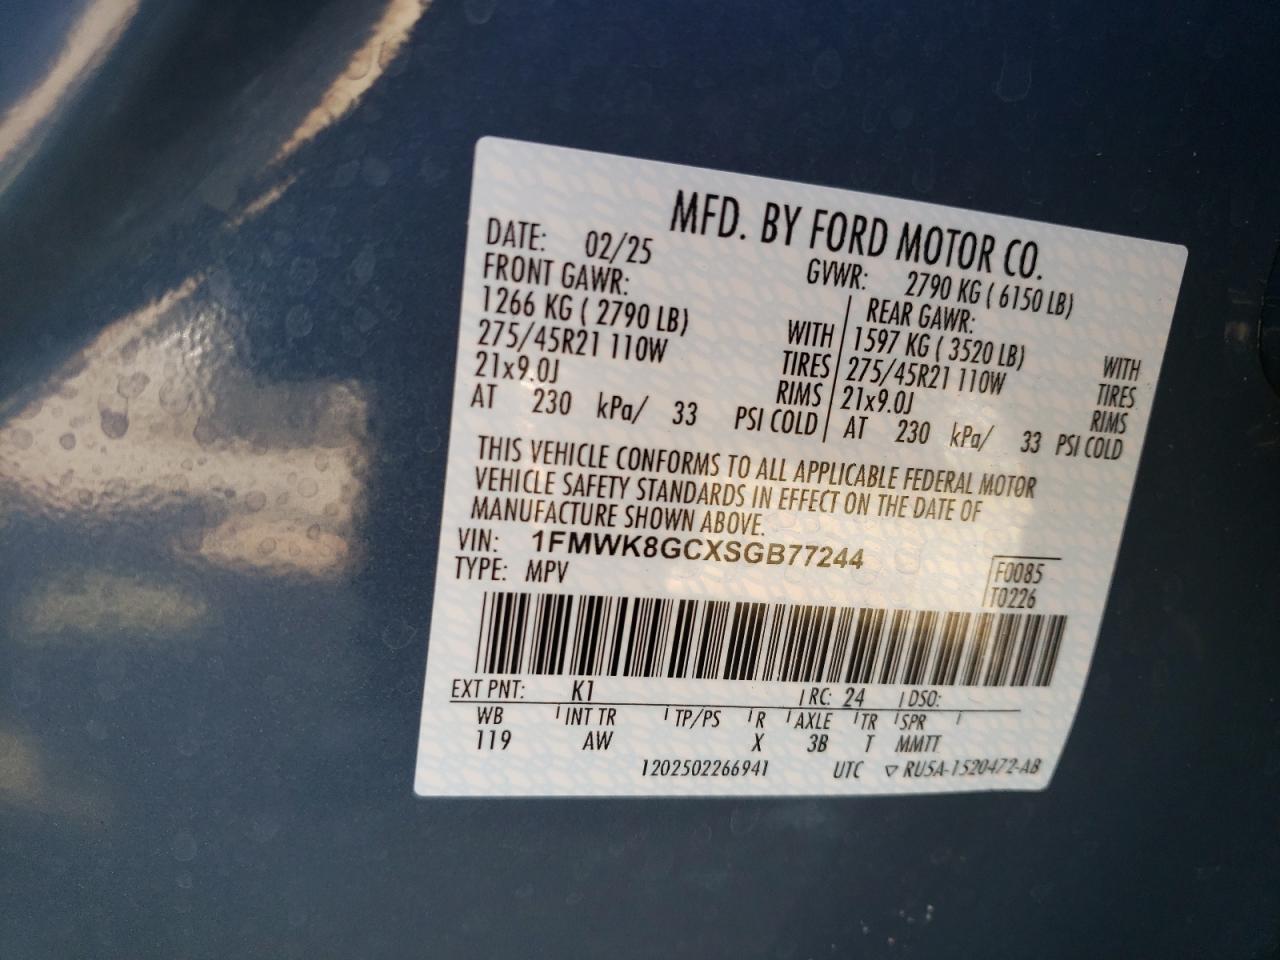 MFD. BY FORD MOTOR CO.
DATE: 02/25 GVWR: 2790 KG ( 6150 LB)
FRONT GAWR: REAR GAWR:
1266 KG ( 2790 LB) WITH 1597 KG ( 3520 LB) WITH
275/45R21 110W TIRES 275/45R21 110W TIRES
21x9.0J RIMS 21x9.0J RIMS
AT 230 kPa/ 33 PSI COLD AT 230 kPa/ 33 PSI COLD
THIS VEHICLE CONFORMS TO ALL APPLICABLE FEDERAL MOTOR
VEHICLE SAFETY STANDARDS IN EFFECT ON THE DATE OF
MANUFACTURE SHOWN ABOVE.
VIN: 1FMWK8GCXSGB77244
TYPE: MPV F0085
T0226
EXT PNT: K1 RC: 24 DSO:
WB INT TR TP/PS R AXLE TR SPR
119 AW X 3B T MMTT
1202502266941 UTC ▽ RU5A-1520472-AB